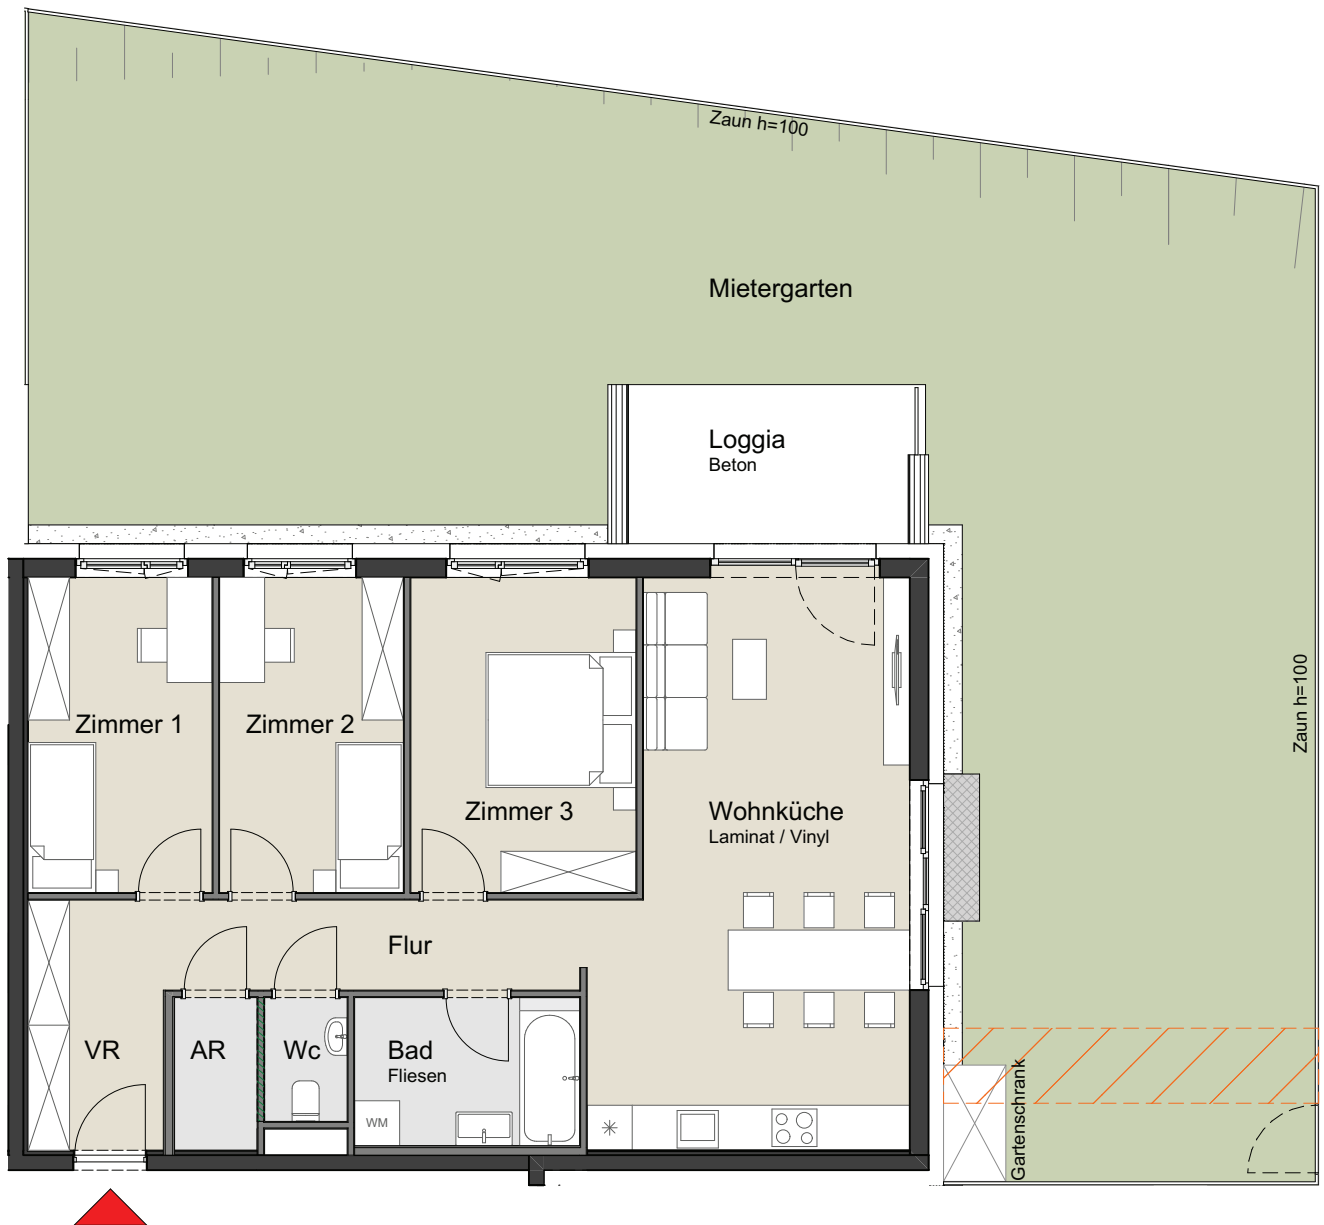 Zaun h=100
Mietergarten
Loggia
Beton
Zaun h=100
Zimmer 1
Zimmer 2
Zimmer 3
Wohnküche
Laminat / Vinyl
Flur
VR
AR
Wc
Bad
Fliesen
WM
Gartenschrank